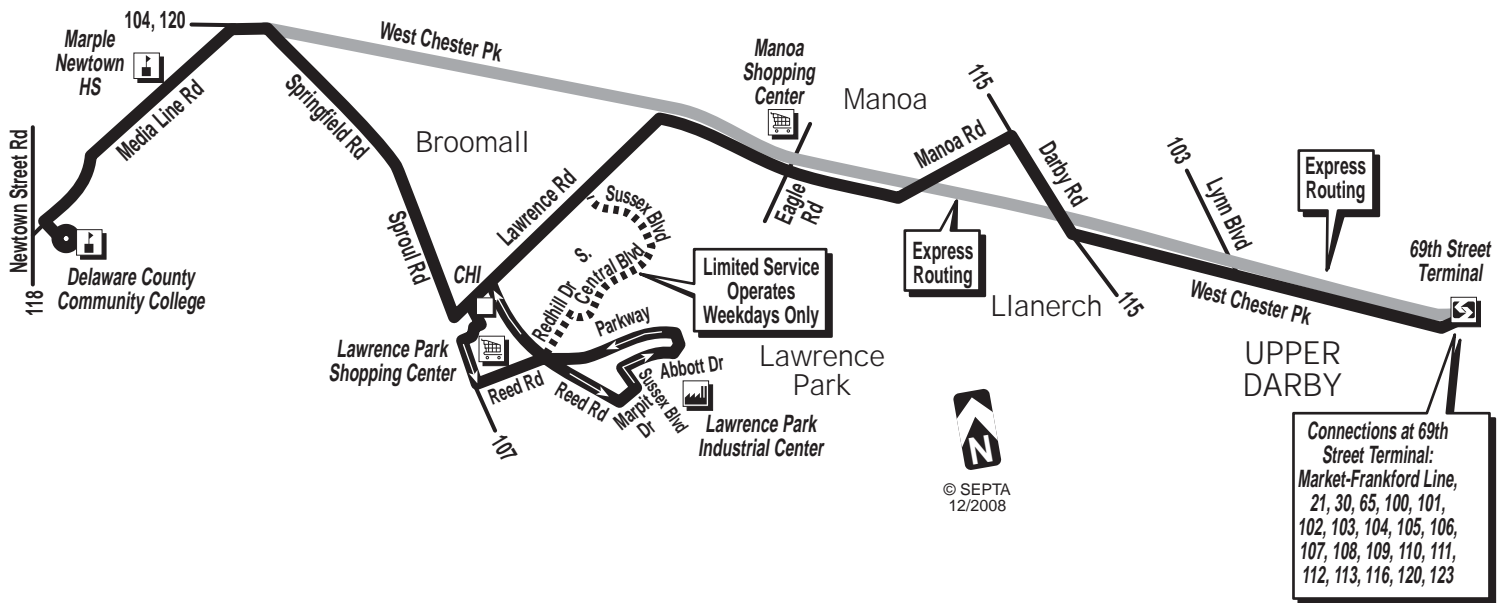 104, 120
Marple
Newtown
HS
West Chester Pk
Media Line Rd
Springfield Rd
Newtown Street Rd
118
Delaware County
Community College
Broomall
Sproul Rd
Lawrence Rd
CHI
Sussex Blvd
S.
Central Blvd
Redhill Dr
Limited Service
Operates
Weekdays Only
Parkway
Lawrence Park
Shopping Center
Reed Rd
107
Reed Rd
Marpit
Dr
Sussex Blvd
Abbott Dr
Lawrence Park
Industrial Center
Lawrence
Park
Manoa
Shopping
Center
Manoa
Eagle
Rd
Manoa Rd
115
Darby Rd
115
Express
Routing
Llanerch
103
Lynn Blvd
Express
Routing
West Chester Pk
69th Street
Terminal
UPPER
DARBY
N
© SEPTA
12/2008
Connections at 69th
Street Terminal:
Market-Frankford Line,
21, 30, 65, 100, 101,
102, 103, 104, 105, 106,
107, 108, 109, 110, 111,
112, 113, 116, 120, 123